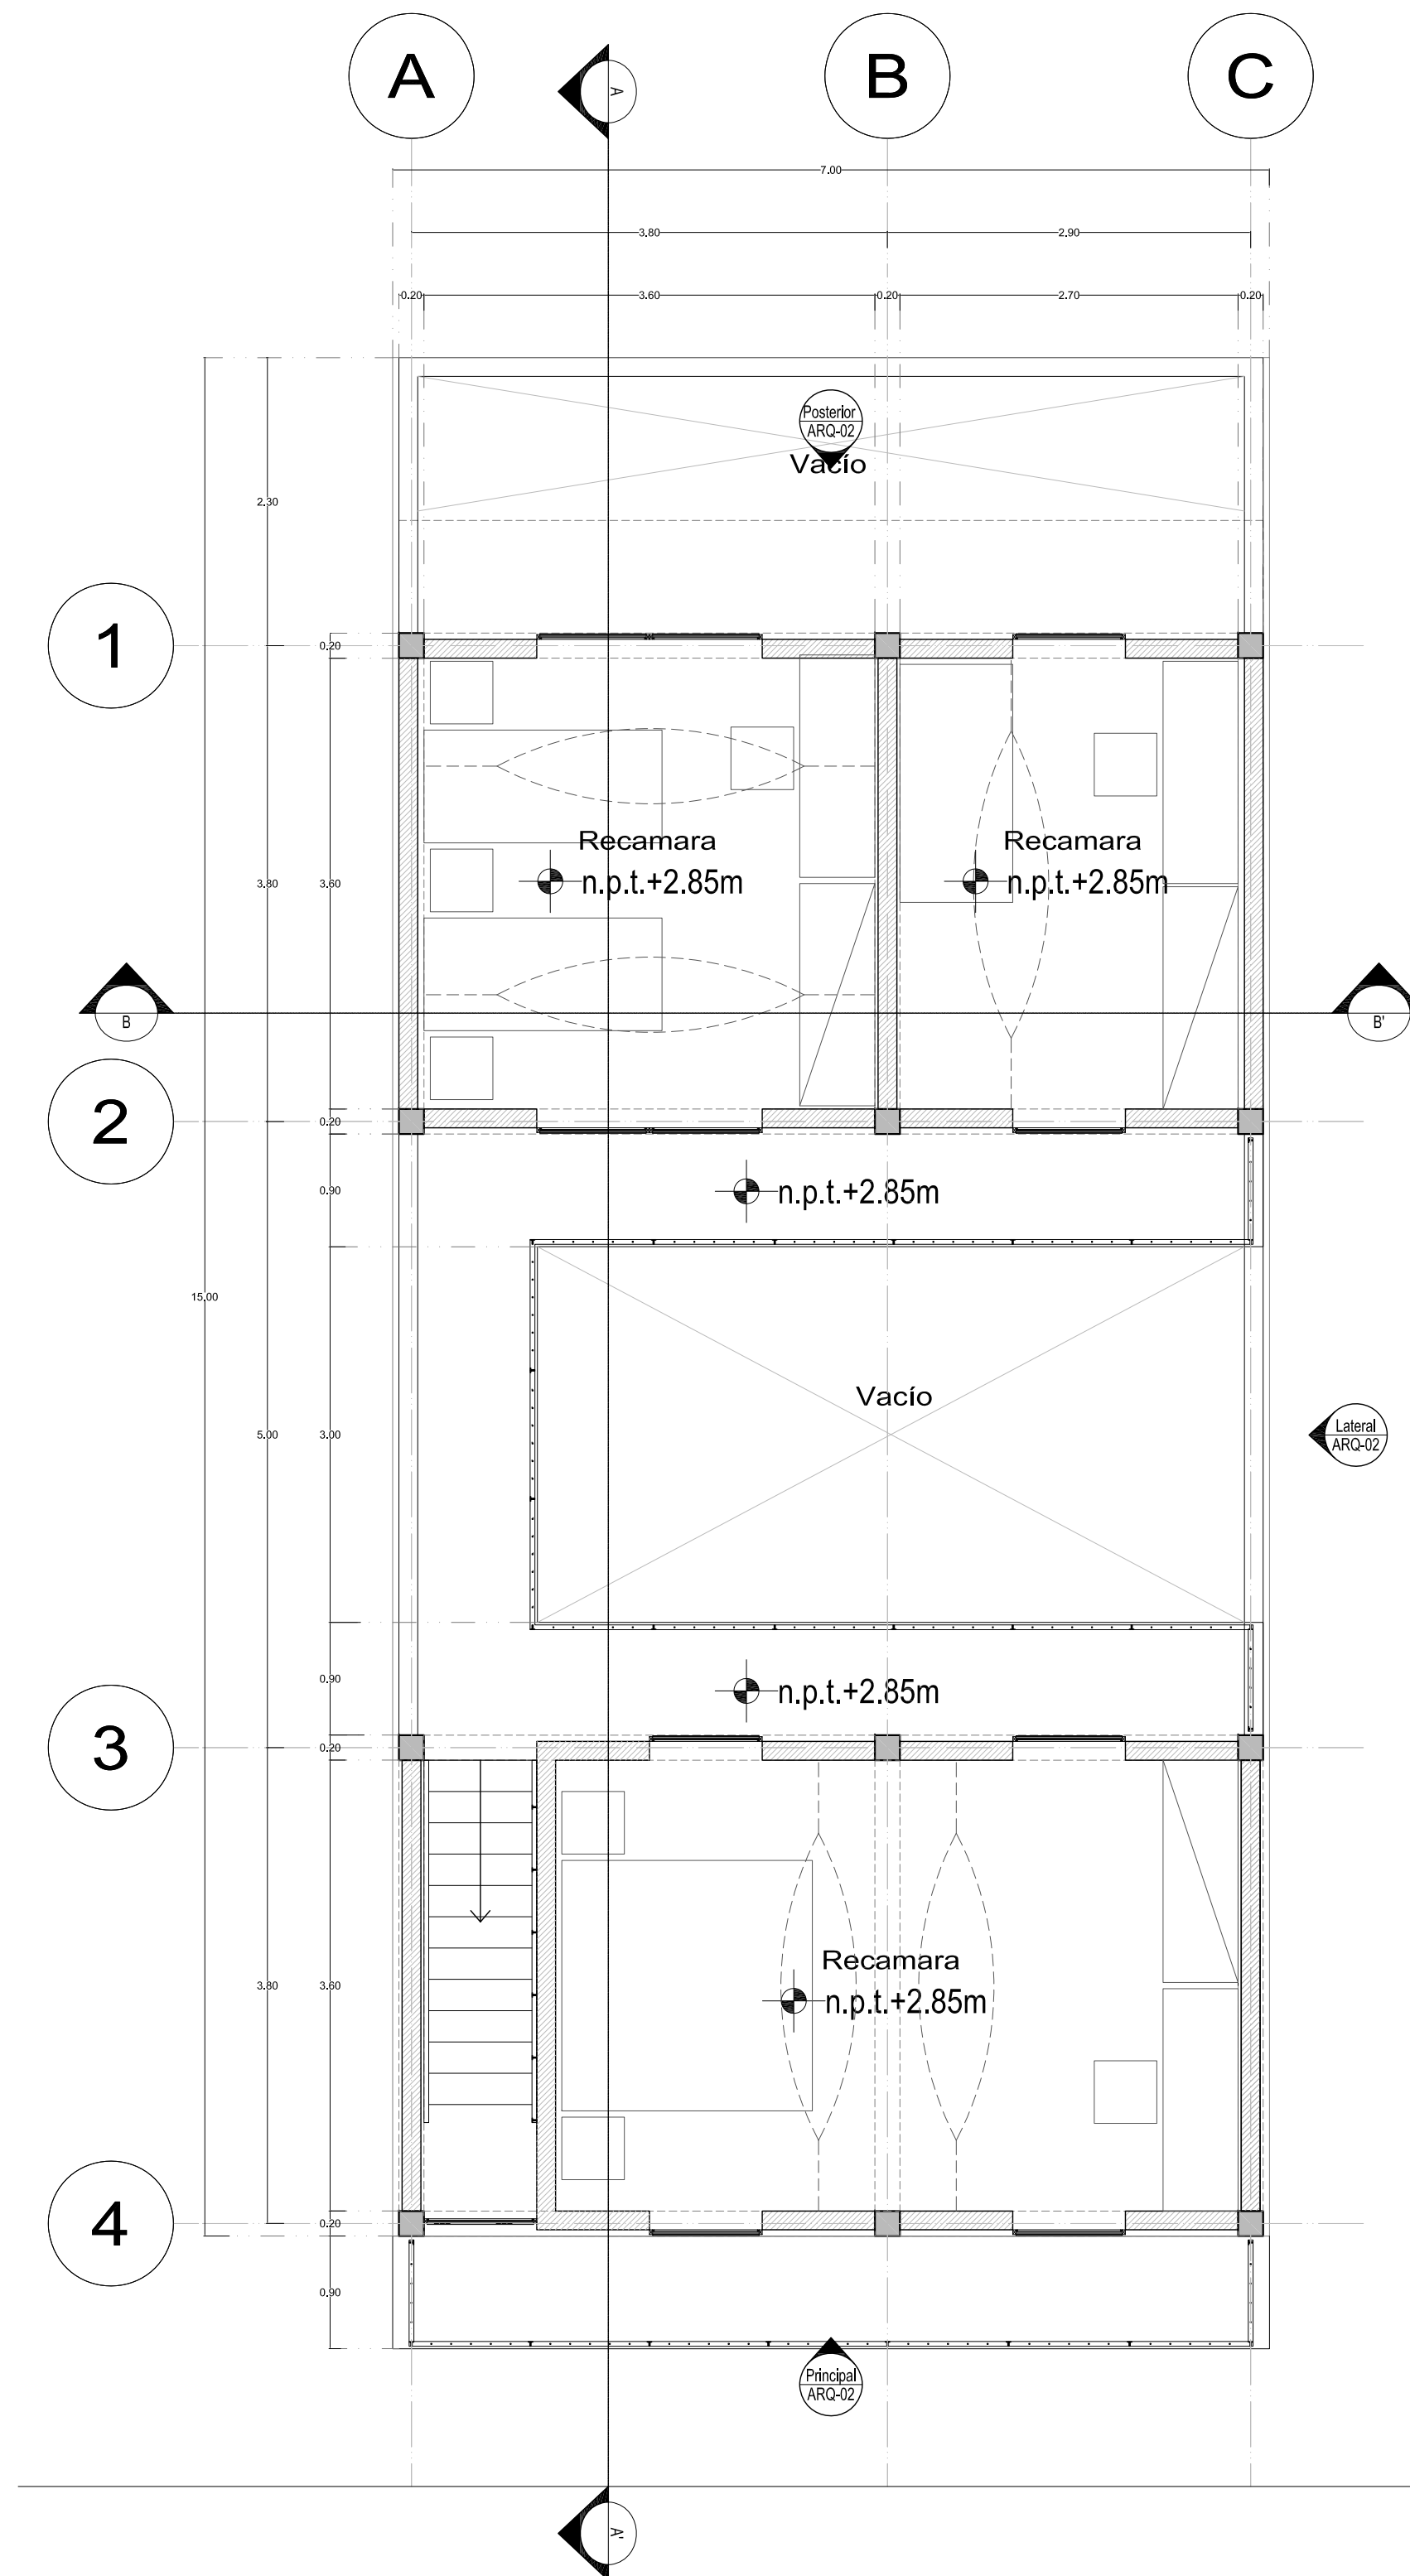 A
B
C
A
7.00
3.80
2.90
0.20
3.60
0.20
2.70
0.20
Posterior
ARQ-02
Vacío
2.30
1
0.20
Recamara
n.p.t.+2.85m
Recamara
n.p.t.+2.85m
3.80
3.60
B
B'
2
0.20
0.90
n.p.t.+2.85m
15.00
Vacío
5.00
3.00
Lateral
ARQ-02
0.90
n.p.t.+2.85m
3
0.20
Recamara
n.p.t.+2.85m
3.80
3.60
4
0.20
0.90
Principal
ARQ-02
A'